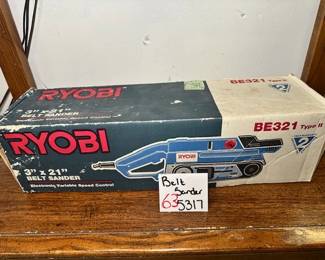 RYOBI
3" x 21"
BELT SANDER
BE321 Type II
RYOBI
3" x 21"
BELT SANDER
Electronic Variable Speed Control
BE321 Type II
2
RYOBI
Belt
Sander
63 5317